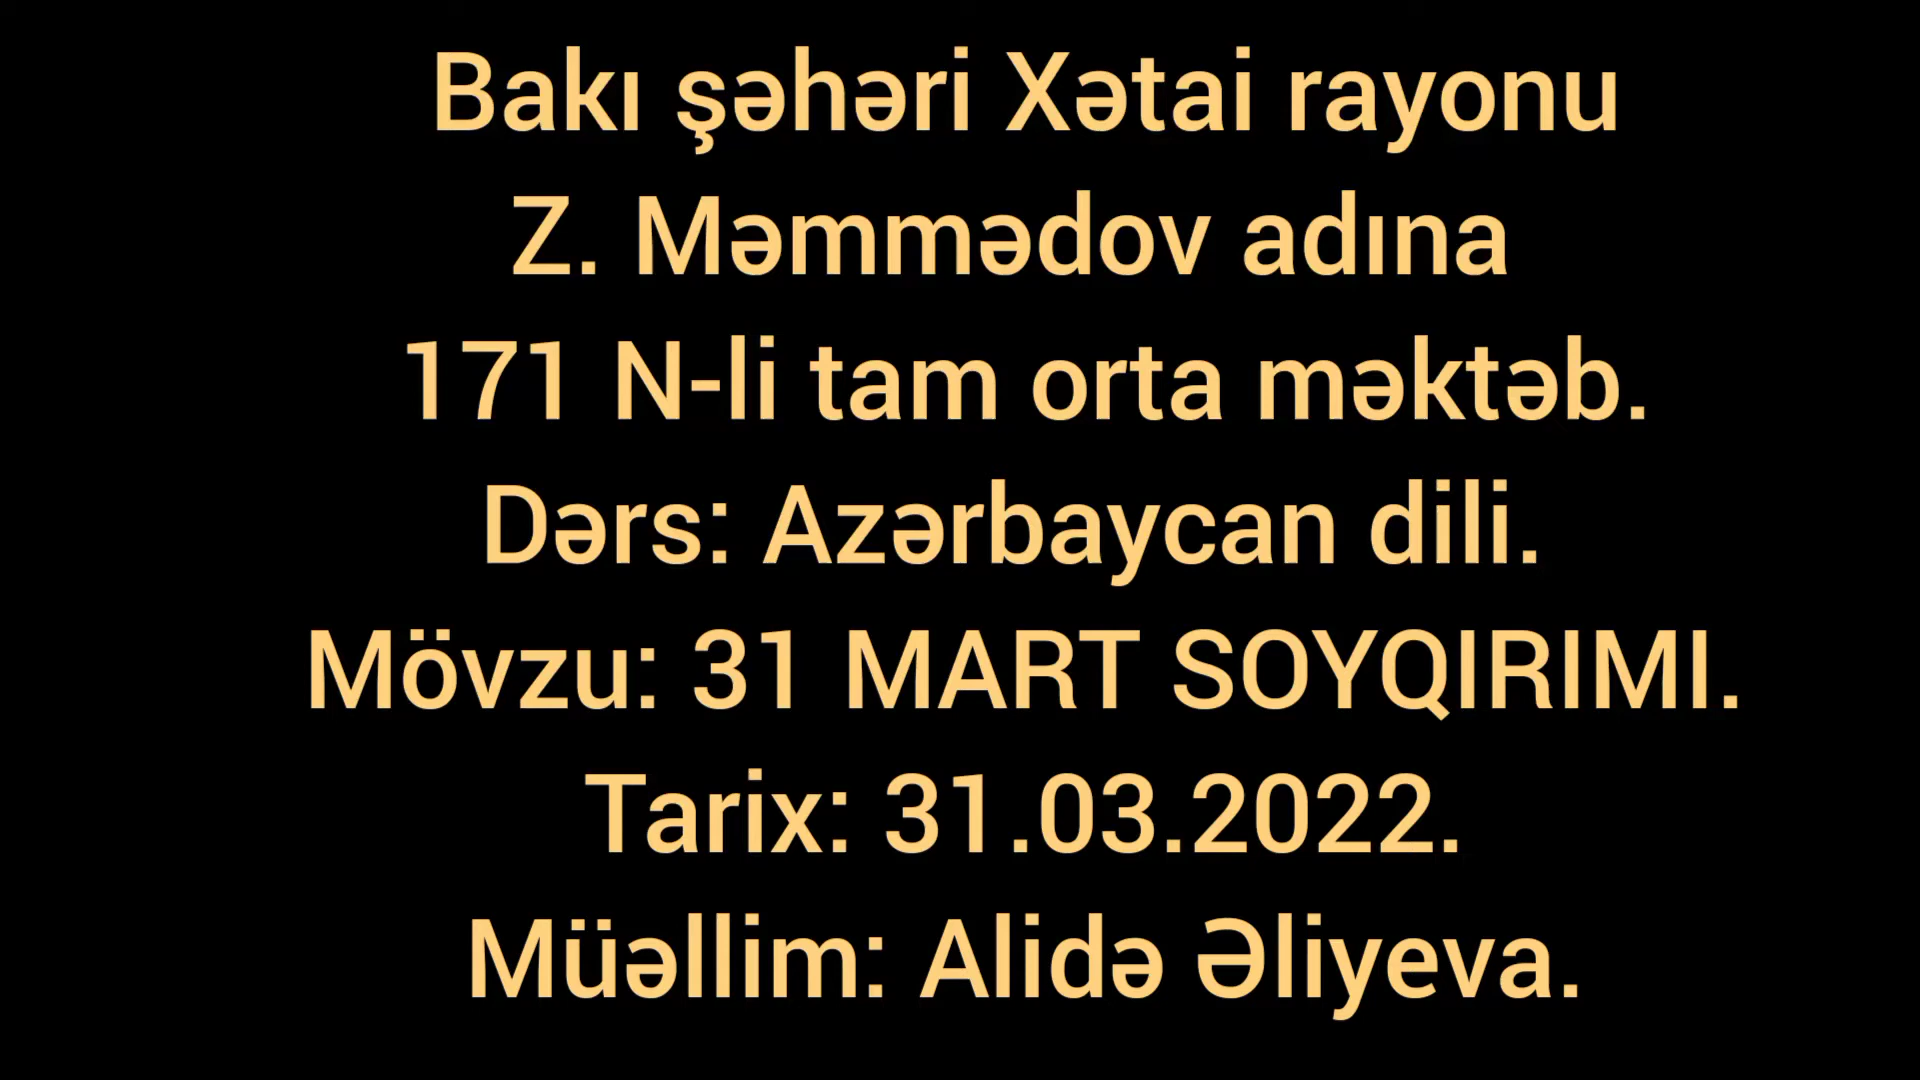 Bakı şəhəri Xətai rayonu
Z. Məmmədov adına
171 N-li tam orta məktəb.
Dərs: Azərbaycan dili.
Mövzu: 31 MART SOYQIRIMI.
Tarix: 31.03.2022.
Müəllim: Alidə Əliyeva.